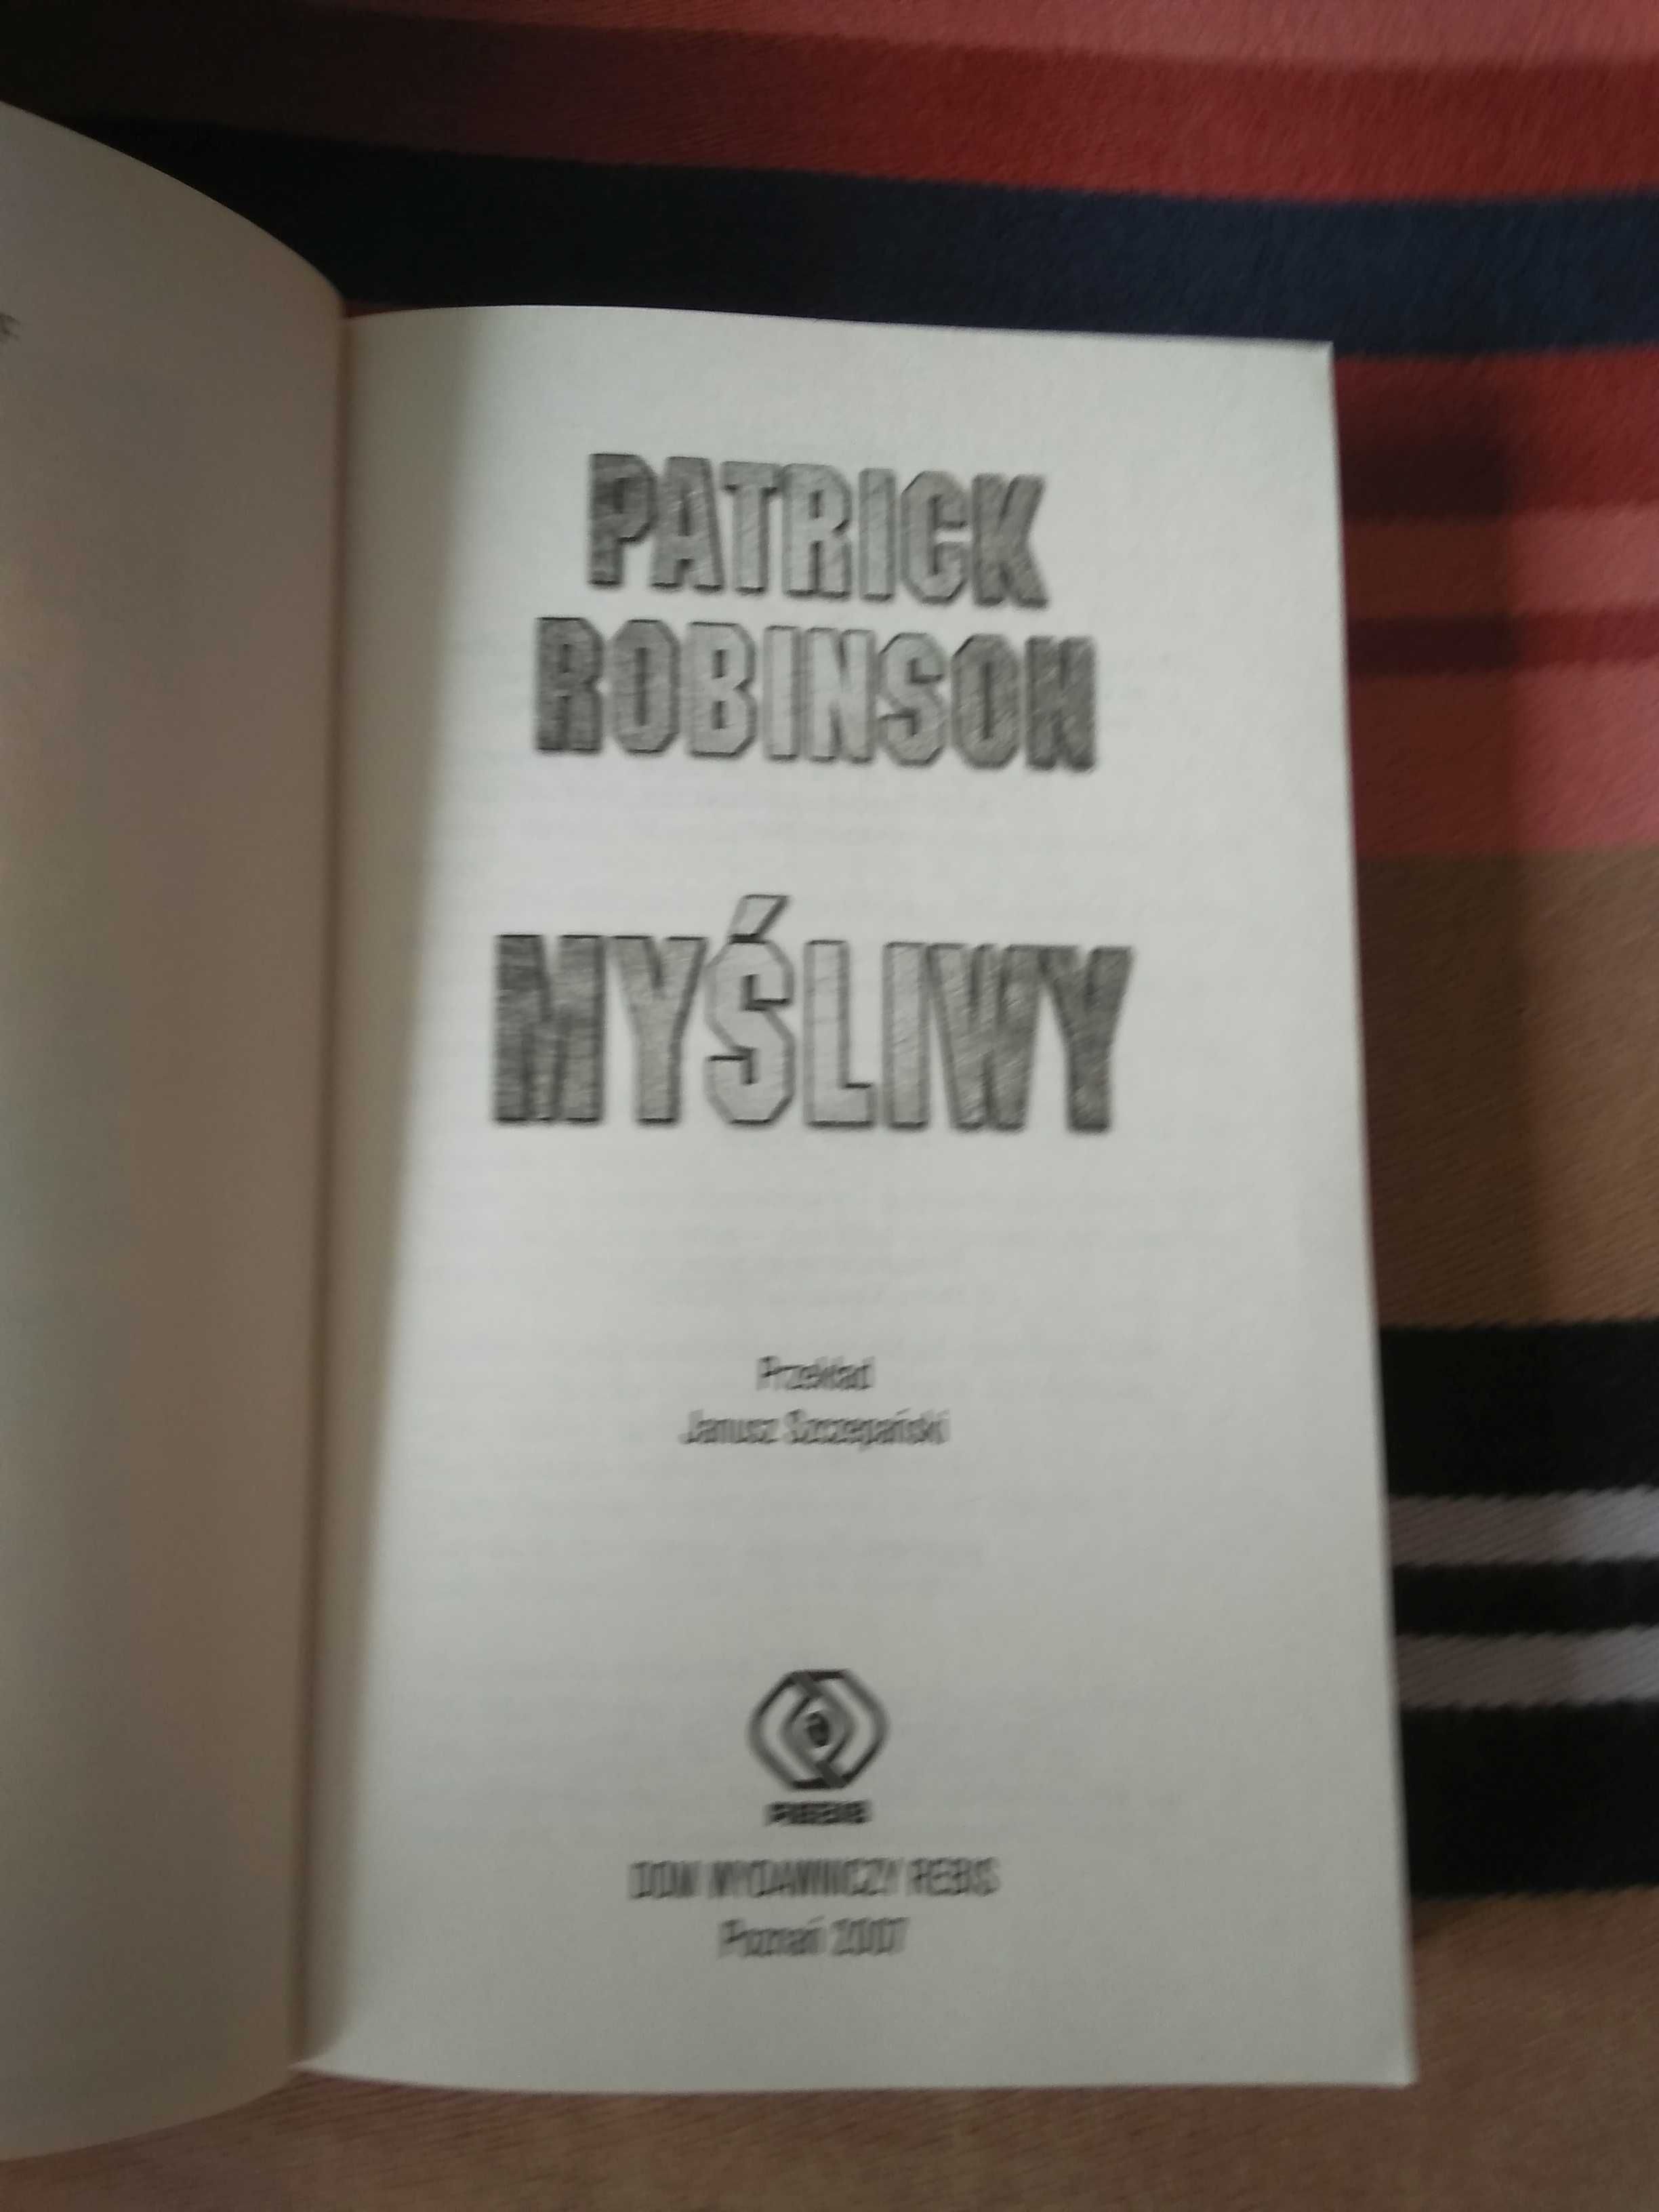 PATRICK
ROBINSON
MYŚLIWY
Przekład
Janusz Szczepański
REBIS
DOM WYDAWNICZY REBIS
Poznań 2007